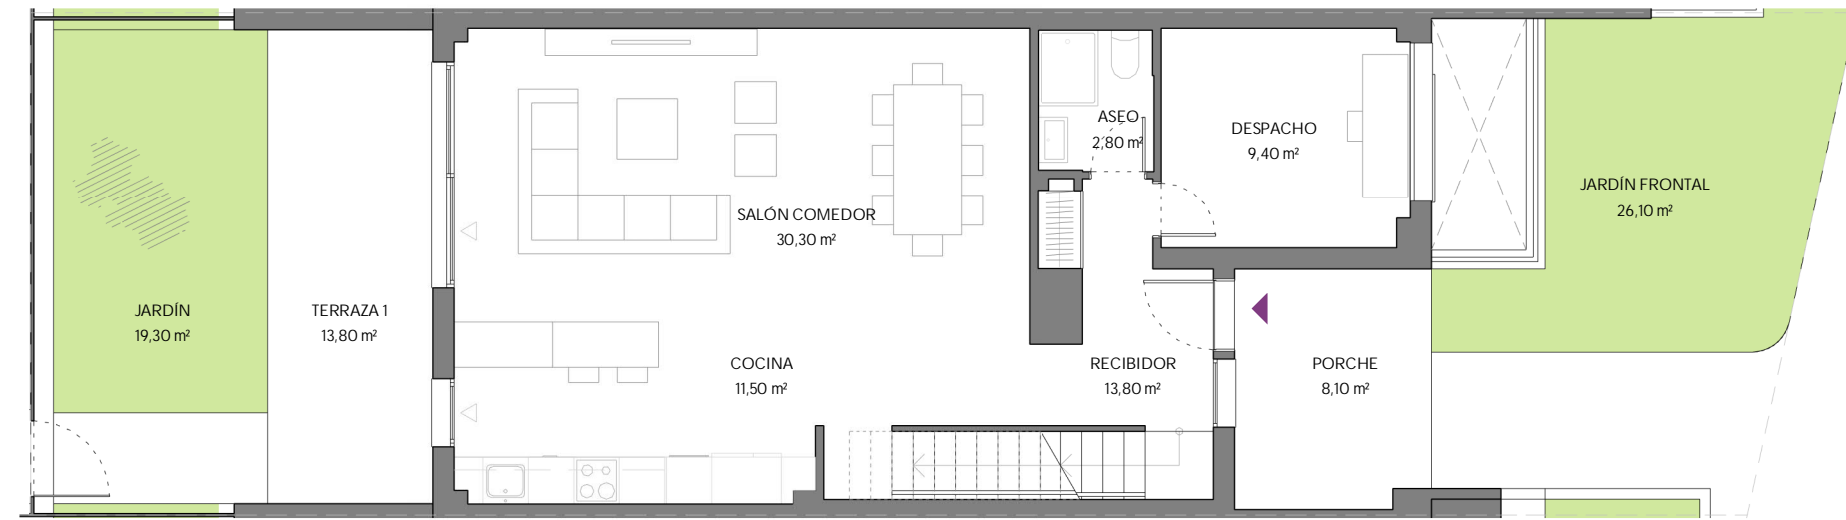 ASEO
2,80 m²
DESPACHO
9,40 m²
JARDÍN FRONTAL
26,10 m²
SALÓN COMEDOR
30,30 m²
JARDÍN
19,30 m²
TERRAZA 1
13,80 m²
COCINA
11,50 m²
RECIBIDOR
13,80 m²
PORCHE
8,10 m²